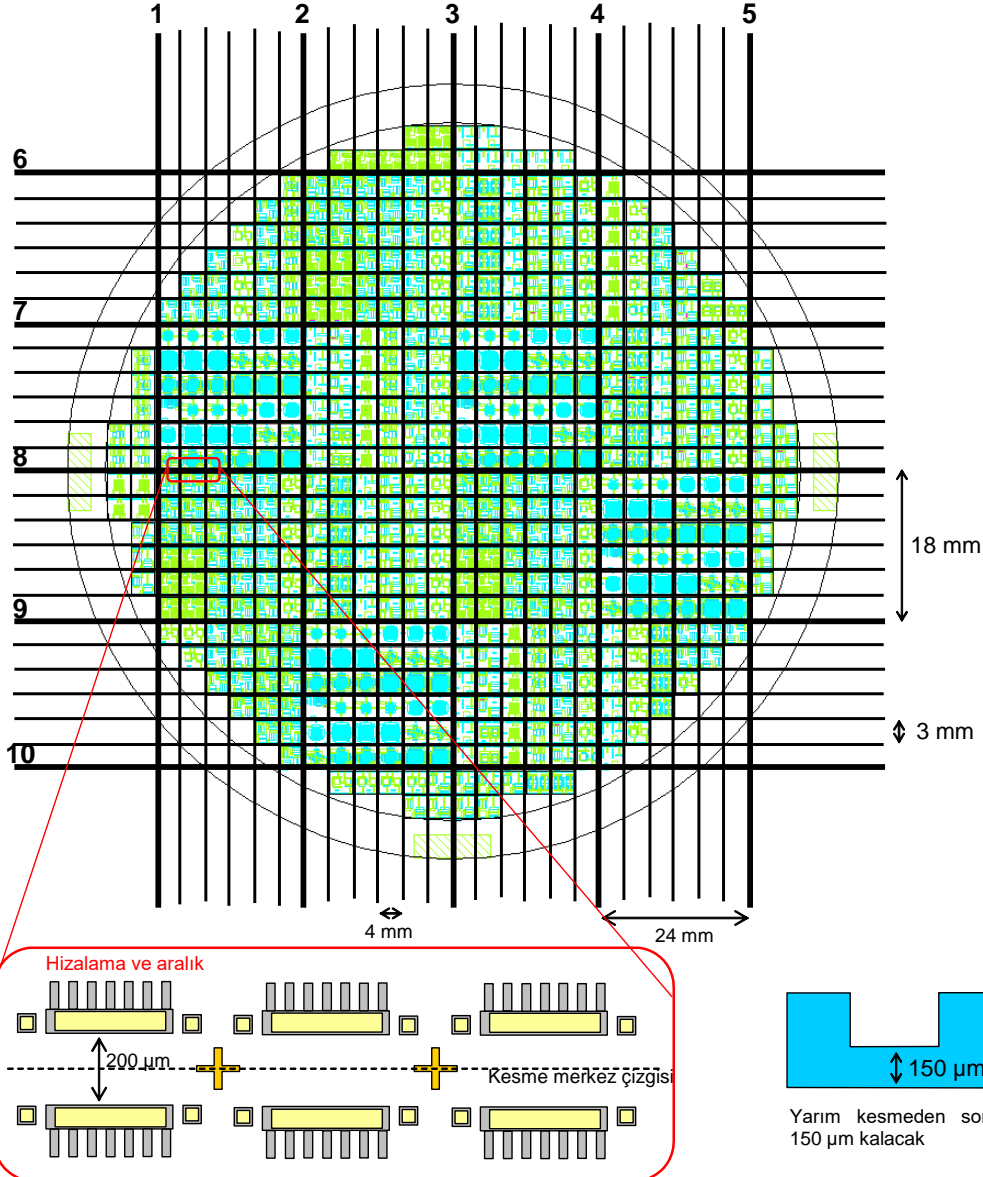 1 2 3 4 5
6
7
8
9
10
18 mm
3 mm
4 mm
24 mm
Hizalama ve aralık
200 µm
Kesme merkez çizgisi
150 µm
Yarım kesmeden
150 µm kalacak